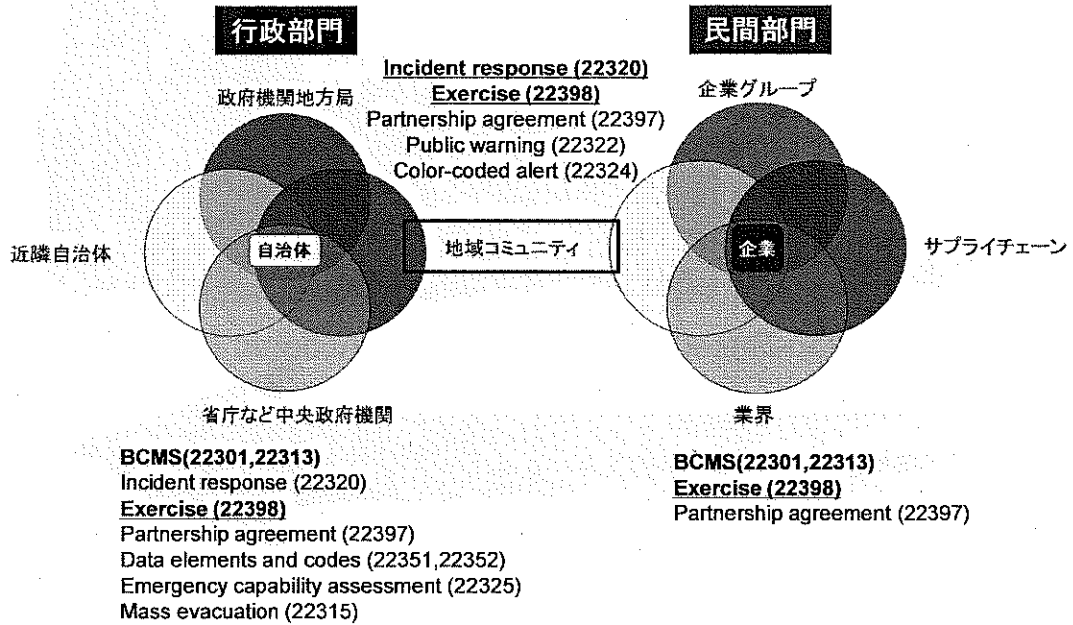 行政部門
民間部門
Incident response (22320)
Exercise (22398)
Partnership agreement (22397)
Public warning (22322)
Color-coded alert (22324)
政府機関地方局
企業グループ
近隣自治体
自治体
地域コミュニティ
企業
サプライチェーン
省庁など中央政府機関
業界
BCMS(22301,22313)
Incident response (22320)
Exercise (22398)
Partnership agreement (22397)
Data elements and codes (22351,22352)
Emergency capability assessment (22325)
Mass evacuation (22315)
BCMS(22301,22313)
Exercise (22398)
Partnership agreement (22397)